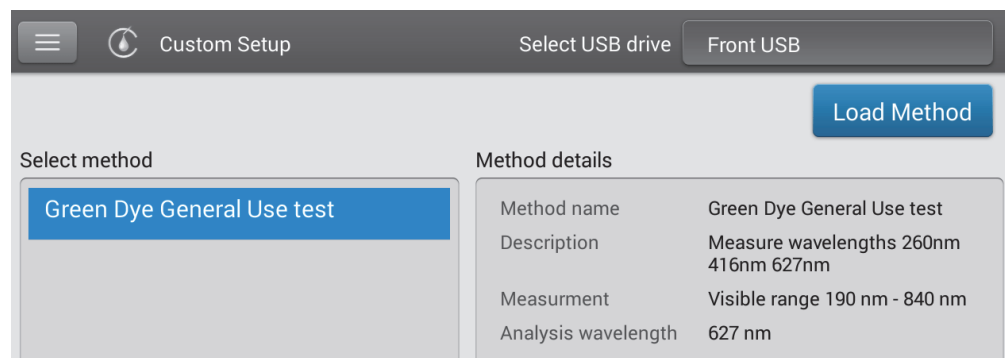 Custom Setup
Select USB drive
Front USB
Load Method
Select method
Method details
Green Dye General Use test
Method name
Green Dye General Use test
Description
Measure wavelengths 260nm
416nm 627nm
Measurment
Visible range 190 nm - 840 nm
Analysis wavelength
627 nm